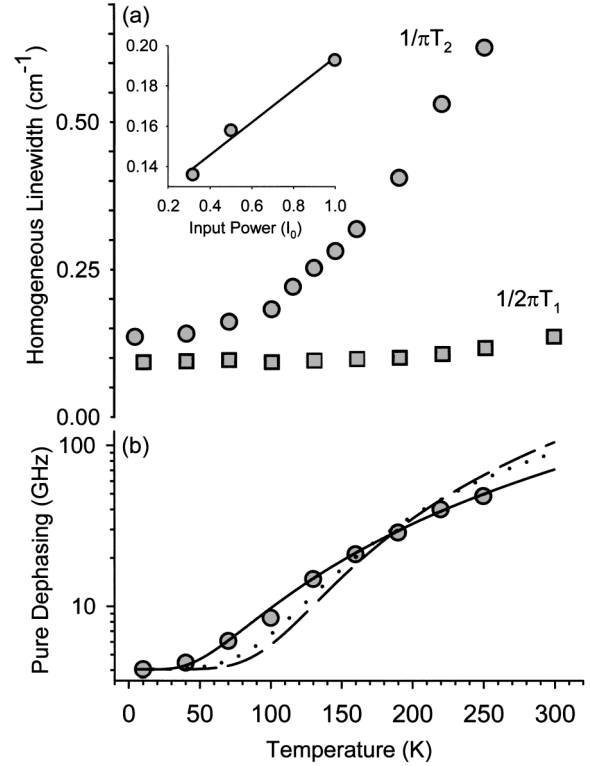 (a)
1/πT2
0.20
0.18
0.16
0.14
0.2 0.4 0.6 0.8 1.0
Input Power (I0)
Homogeneous Linewidth (cm-1)
0.50
0.25
0.00
1/2πT1
(b)
Pure Dephasing (GHz)
100
10
0 50 100 150 200 250 300
Temperature (K)